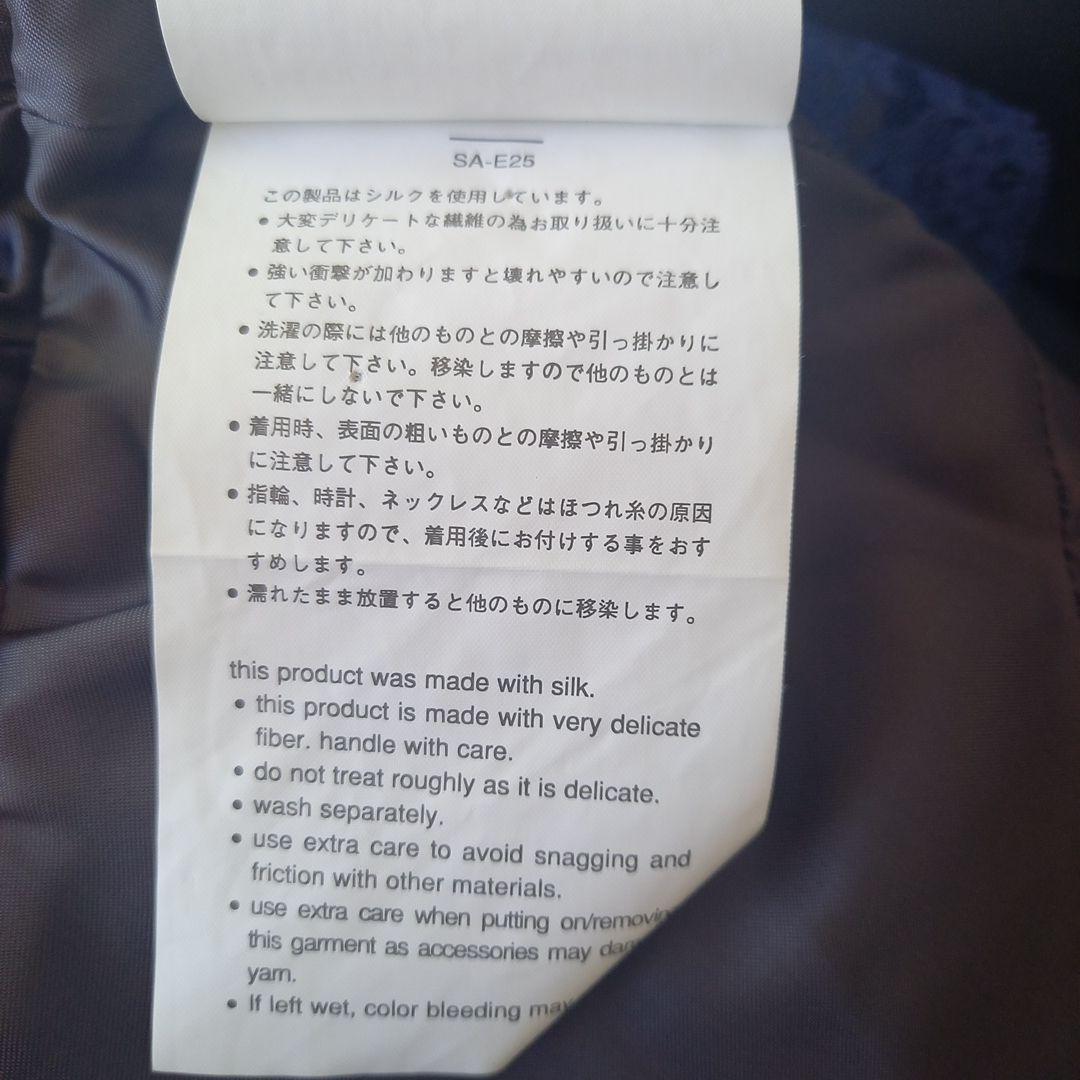 SA-E25
この製品はシルクを使用しています。
• 大変デリケートな繊維の為お取り扱いに十分注
意して下さい。
• 強い衝撃が加わりますと壊れやすいので注意し
て下さい。
• 洗濯の際には他のものとの摩擦や引っ掛かりに
注意して下さい。移染しますので他のものとは
一緒にしないで下さい。
• 着用時、表面の粗いものとの摩擦や引っ掛かり
に注意して下さい。
• 指輪、時計、ネックレスなどはほつれ糸の原因
になりますので、着用後にお付けする事をおす
すめします。
• 濡れたまま放置すると他のものに移染します。
this product was made with silk.
• this product is made with very delicate
fiber. handle with care.
• do not treat roughly as it is delicate.
• wash separately.
• use extra care to avoid snagging and
friction with other materials.
• use extra care when putting
this garment as accessories may
yarn.
• If left wet, color bleeding may